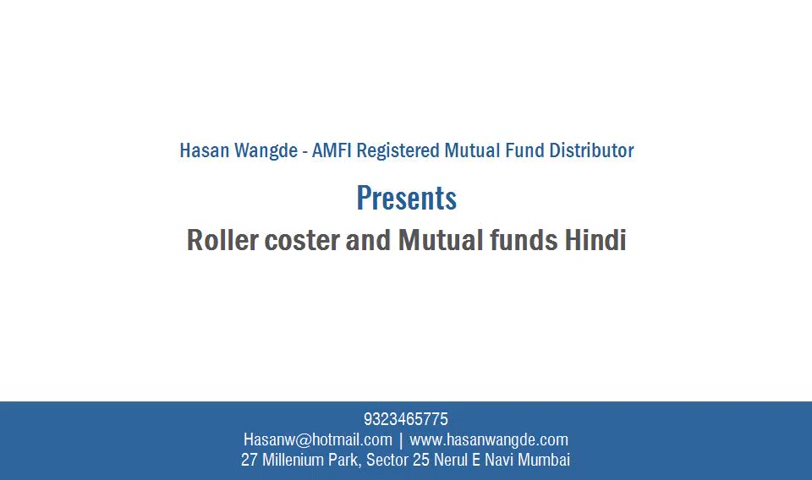 Hasan Wangde - AMFI Registered Mutual Fund Distributor
Presents
Roller coster and Mutual funds Hindi
9323465775
Hasanw@hotmail.com | www.hasanwangde.com
27 Millenium Park, Sector 25 Nerul E Navi Mumbai